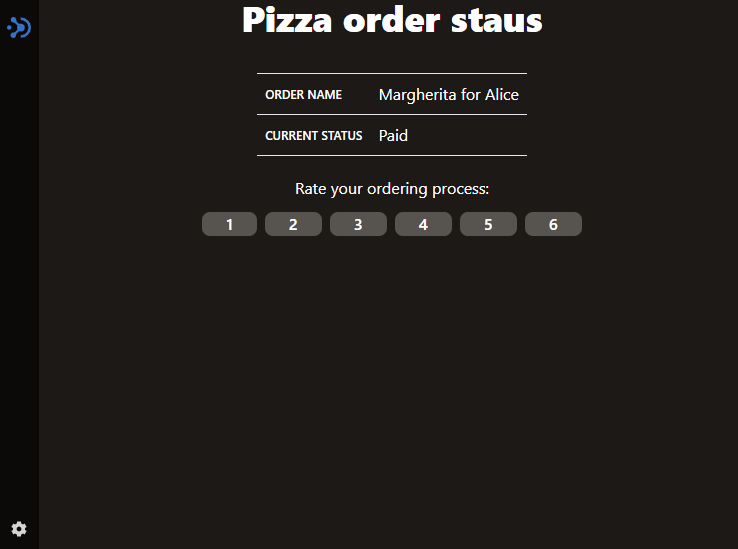 Pizza order staus
ORDER NAME Margherita for Alice
CURRENT STATUS Paid
Rate your ordering process:
1 2 3 4 5 6